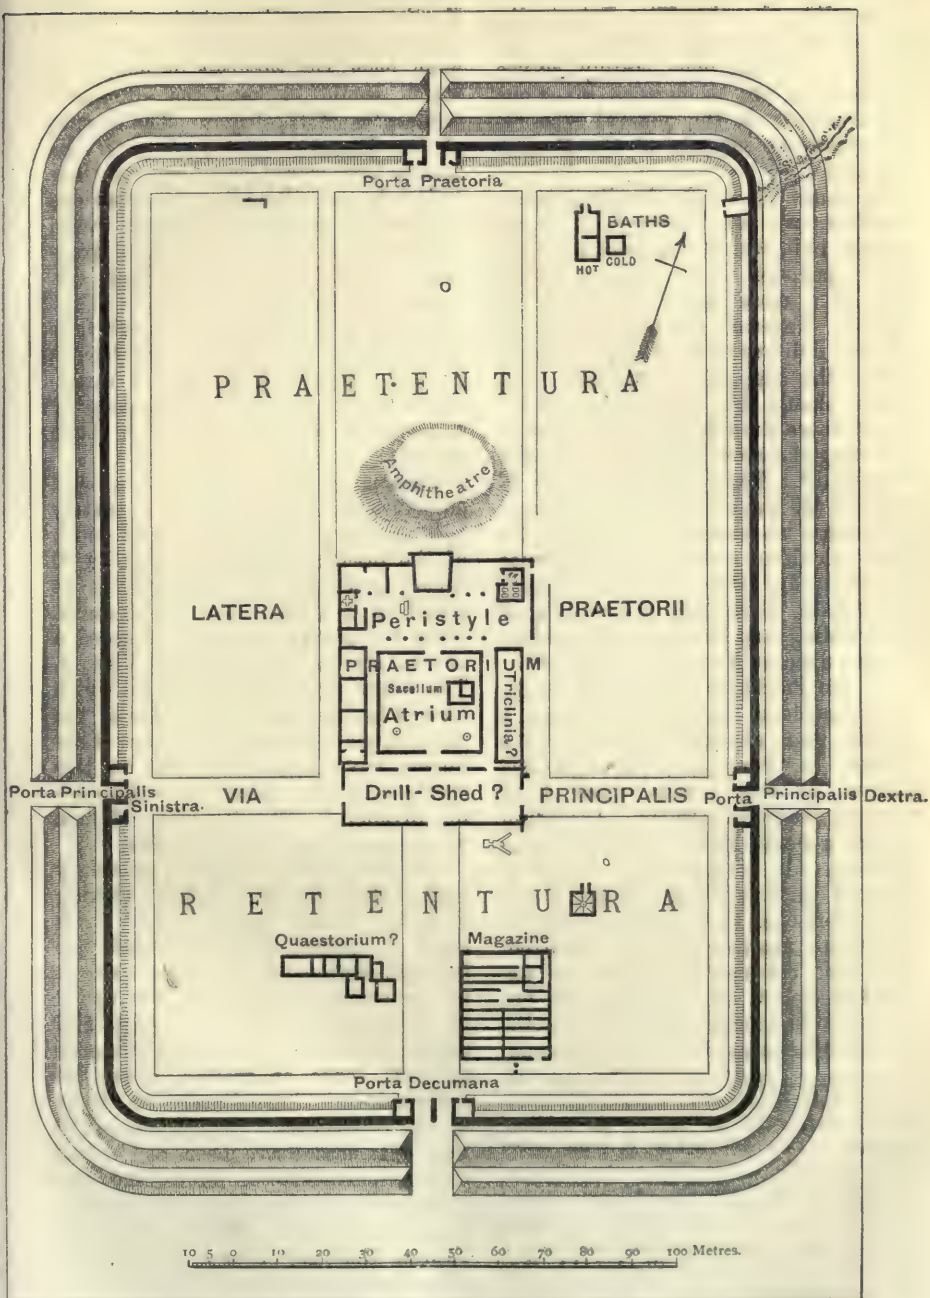 Porta Praetoria
BATHS
HOT COLD
PRAETENTURA
Amphitheatre
LATERA
Peristyle
PRAETORII
PRAETORIUM
Sacellum
Atrium
Triclinia?
Porta Principalis
Sinistra.
VIA
Drill-Shed?
PRINCIPALIS
Porta Principalis Dextra.
RETENTURA
Quaestorium?
Magazine
Porta Decumana
10 5 0 10 20 30 40 50 60 70 80 90 100 Metres.